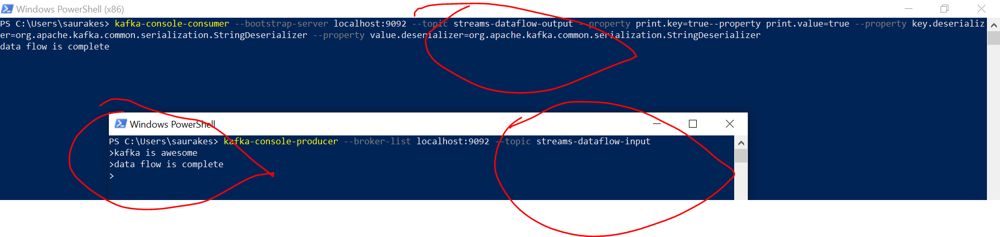 Windows PowerShell (x86)
PS C:\Users\saurakes> kafka-console-consumer --bootstrap-server localhost:9092 --topic streams-dataflow-output --property print.key=true--property print.value=true --property key.deserializ
er=org.apache.kafka.common.serialization.StringDeserializer --property value.deserializer=org.apache.kafka.common.serialization.StringDeserializer
data flow is complete
Windows PowerShell
PS C:\Users\saurakes> kafka-console-producer --broker-list localhost:9092 --topic streams-dataflow-input
>kafka is awesome
>data flow is complete
>